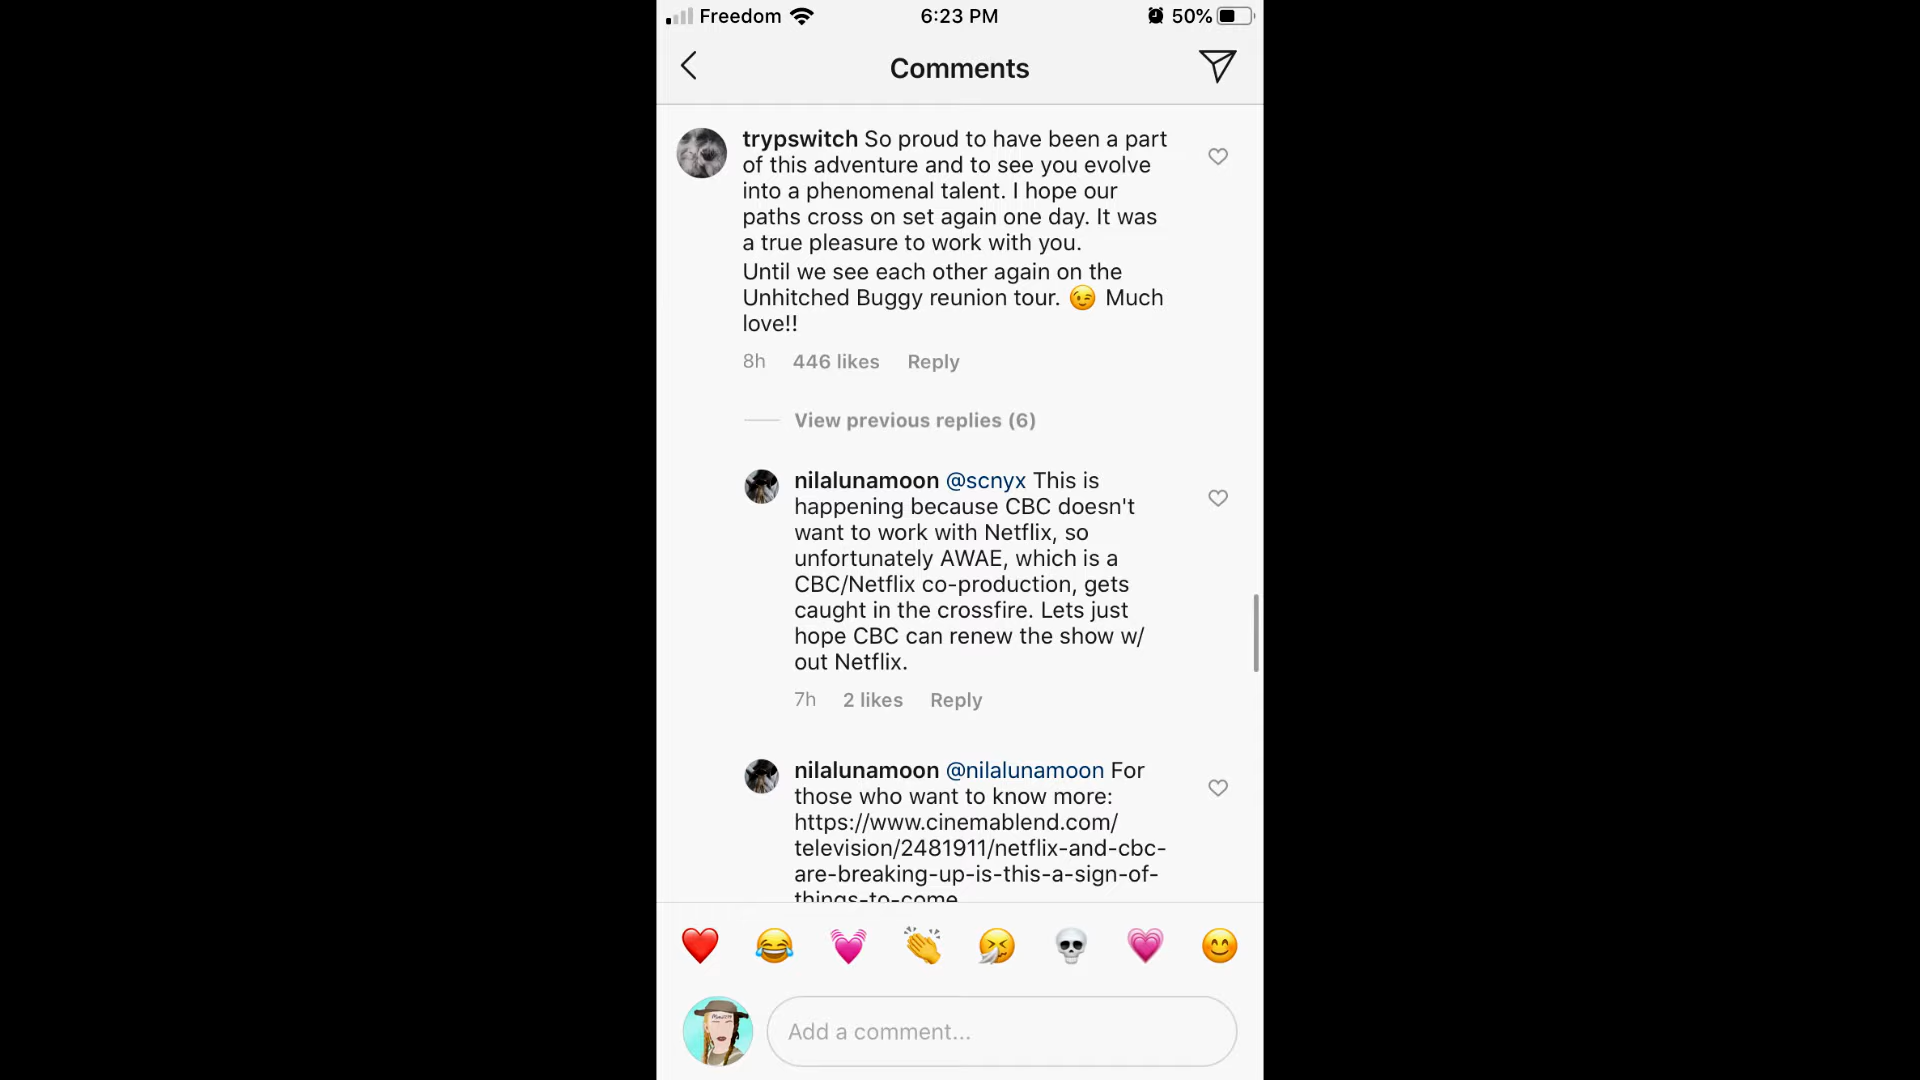 Freedom 6:23 PM 50%
Comments
trypswitch So proud to have been a part
of this adventure and to see you evolve
into a phenomenal talent. I hope our
paths cross on set again one day. It was
a true pleasure to work with you.
Until we see each other again on the
Unhitched Buggy reunion tour. 😉 Much
love!!
8h 446 likes Reply
View previous replies (6)
nilalunamoon @scnyx This is
happening because CBC doesn't
want to work with Netflix, so
unfortunately AWAE, which is a
CBC/Netflix co-production, gets
caught in the crossfire. Lets just
hope CBC can renew the show w/
out Netflix.
7h 2 likes Reply
nilalunamoon @nilalunamoon For
those who want to know more:
https://www.cinemablend.com/
television/2481911/netflix-and-cbc-
are-breaking-up-is-this-a-sign-of-
things-to-come
Add a comment...